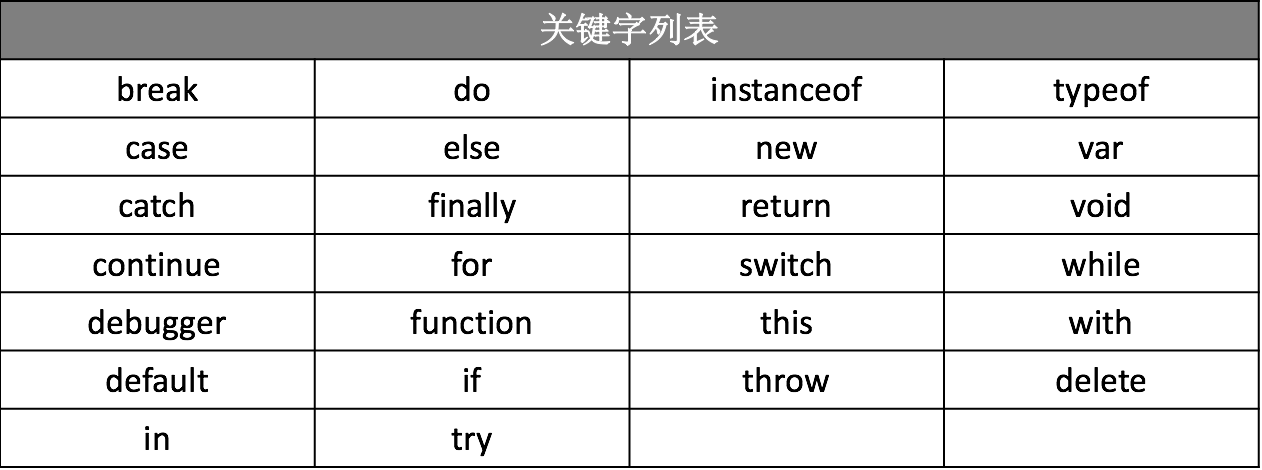 关键字列表
break do instanceof typeof
case else new var
catch finally return void
continue for switch while
debugger function this with
default if throw delete
in try